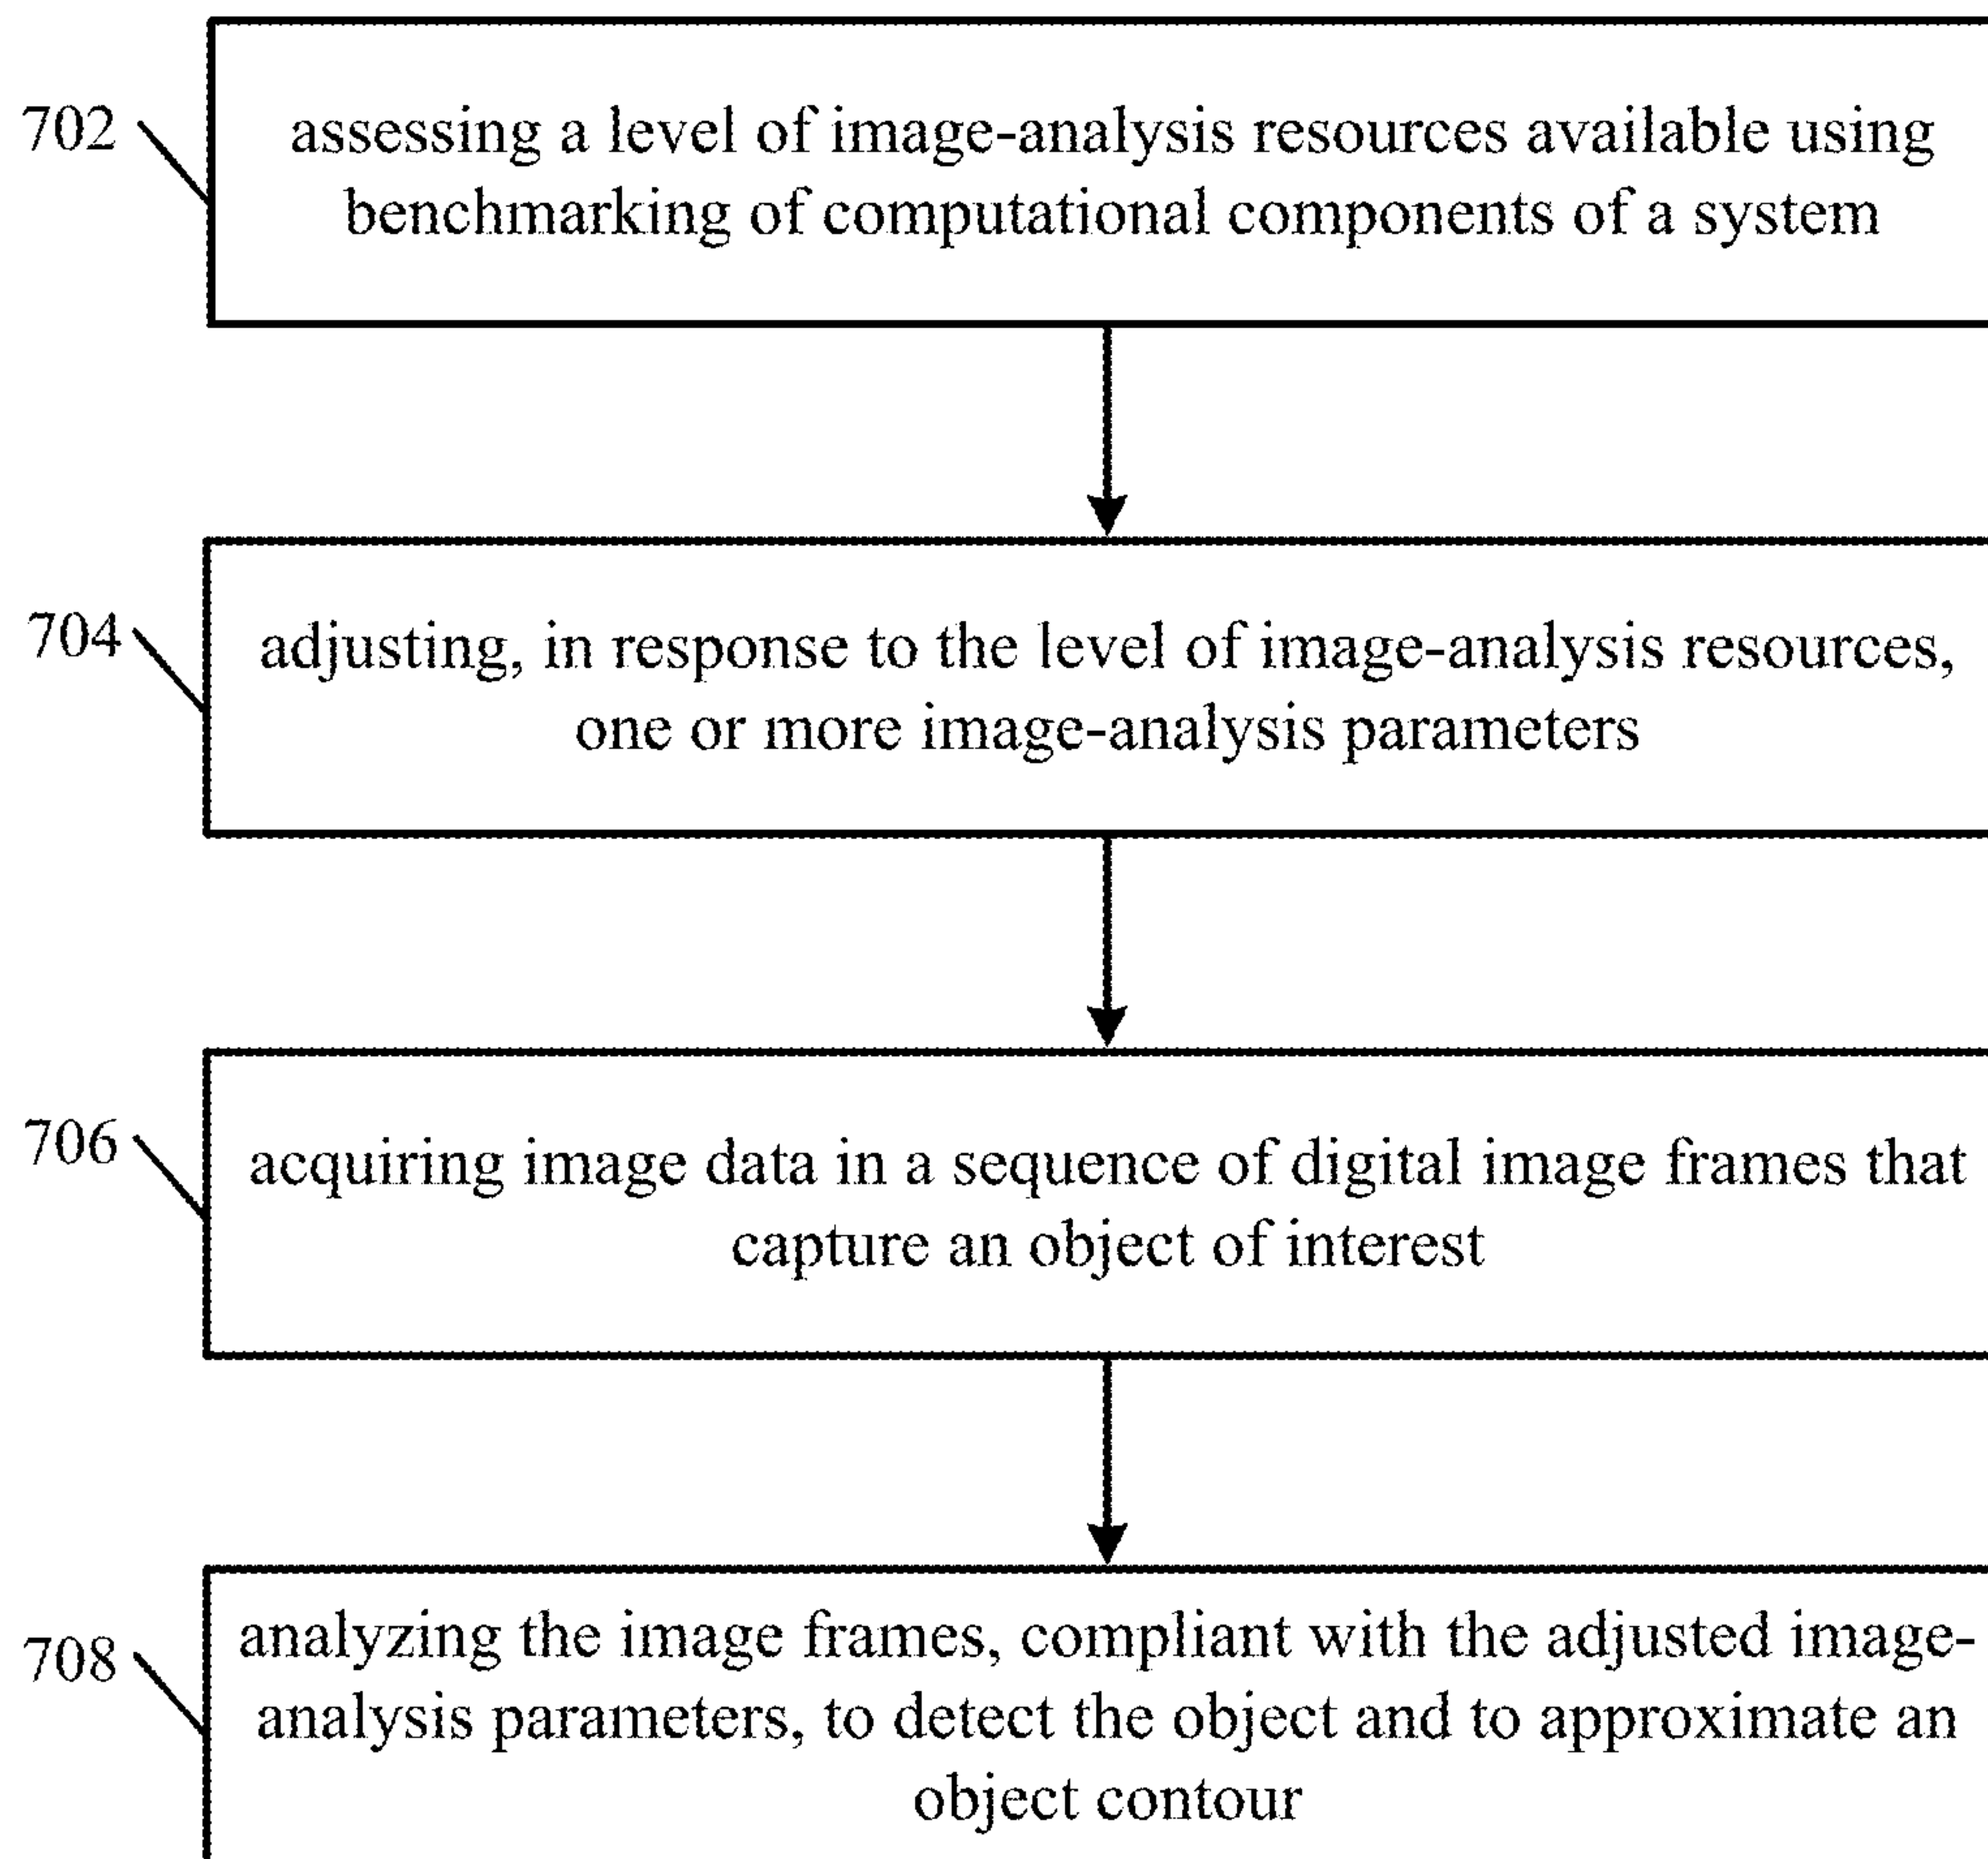 702
assessing a level of image-analysis resources available using
benchmarking of computational components of a system
704
adjusting, in response to the level of image-analysis resources,
one or more image-analysis parameters
706
acquiring image data in a sequence of digital image frames that
capture an object of interest
708
analyzing the image frames, compliant with the adjusted image-
analysis parameters, to detect the object and to approximate an
object contour